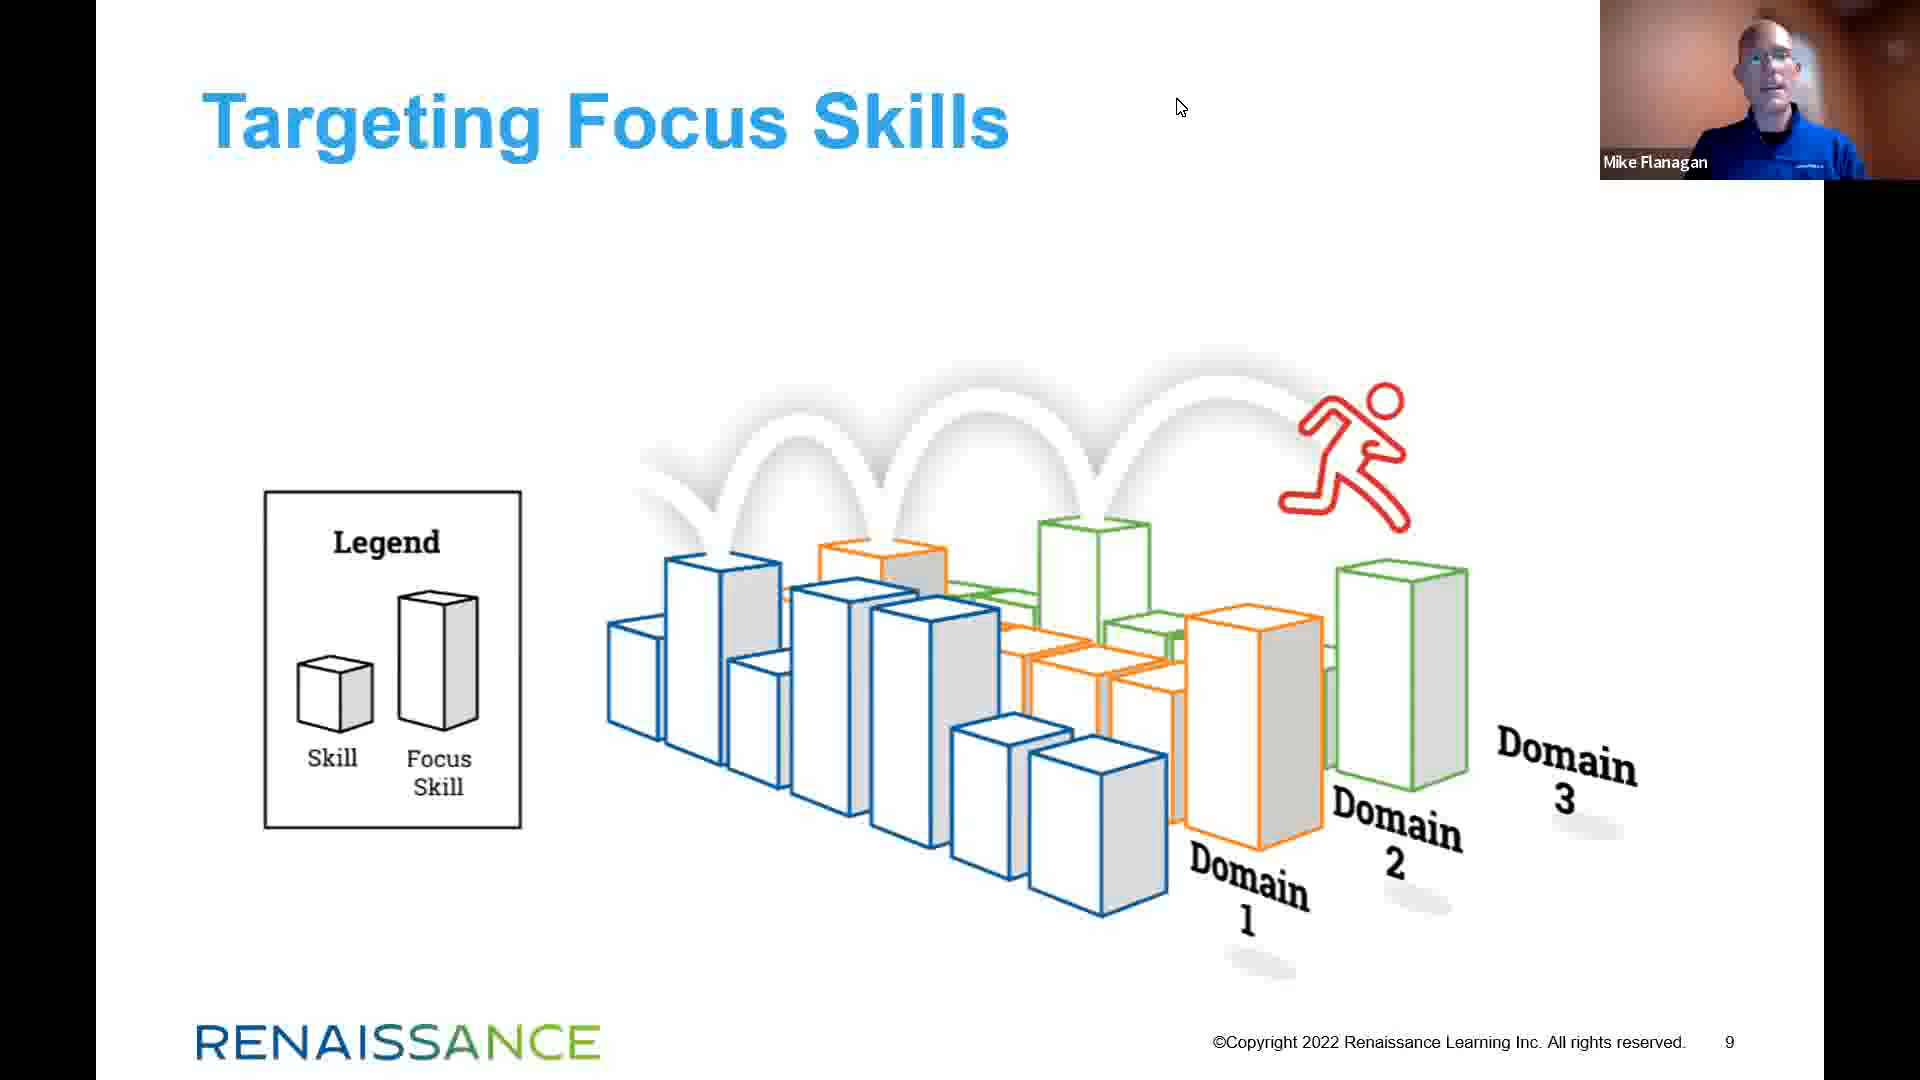 Targeting Focus Skills
Mike Flanagan
Legend
Skill
Focus
Skill
Domain
1
Domain
2
Domain
3
RENAISSANCE
©Copyright 2022 Renaissance Learning Inc. All rights reserved.
9